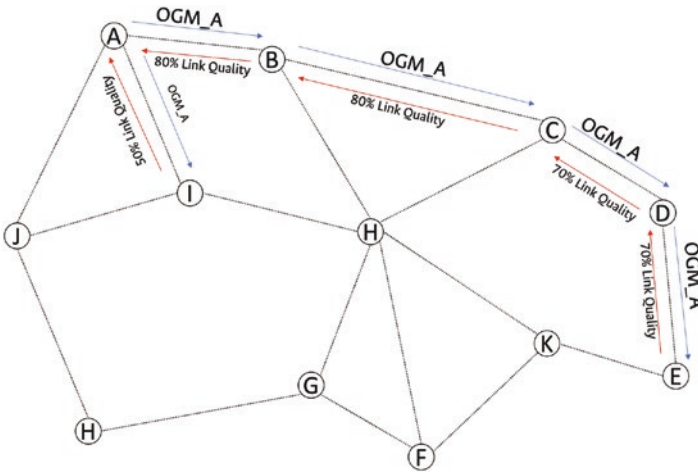 OGM_A
A
80% Link Quality
B
OGM_A
80% Link Quality
50% Link Quality
OGM_A
C
OGM_A
70% Link Quality
I
D
J
H
70% Link Quality
OGM_A
K
E
G
H
F